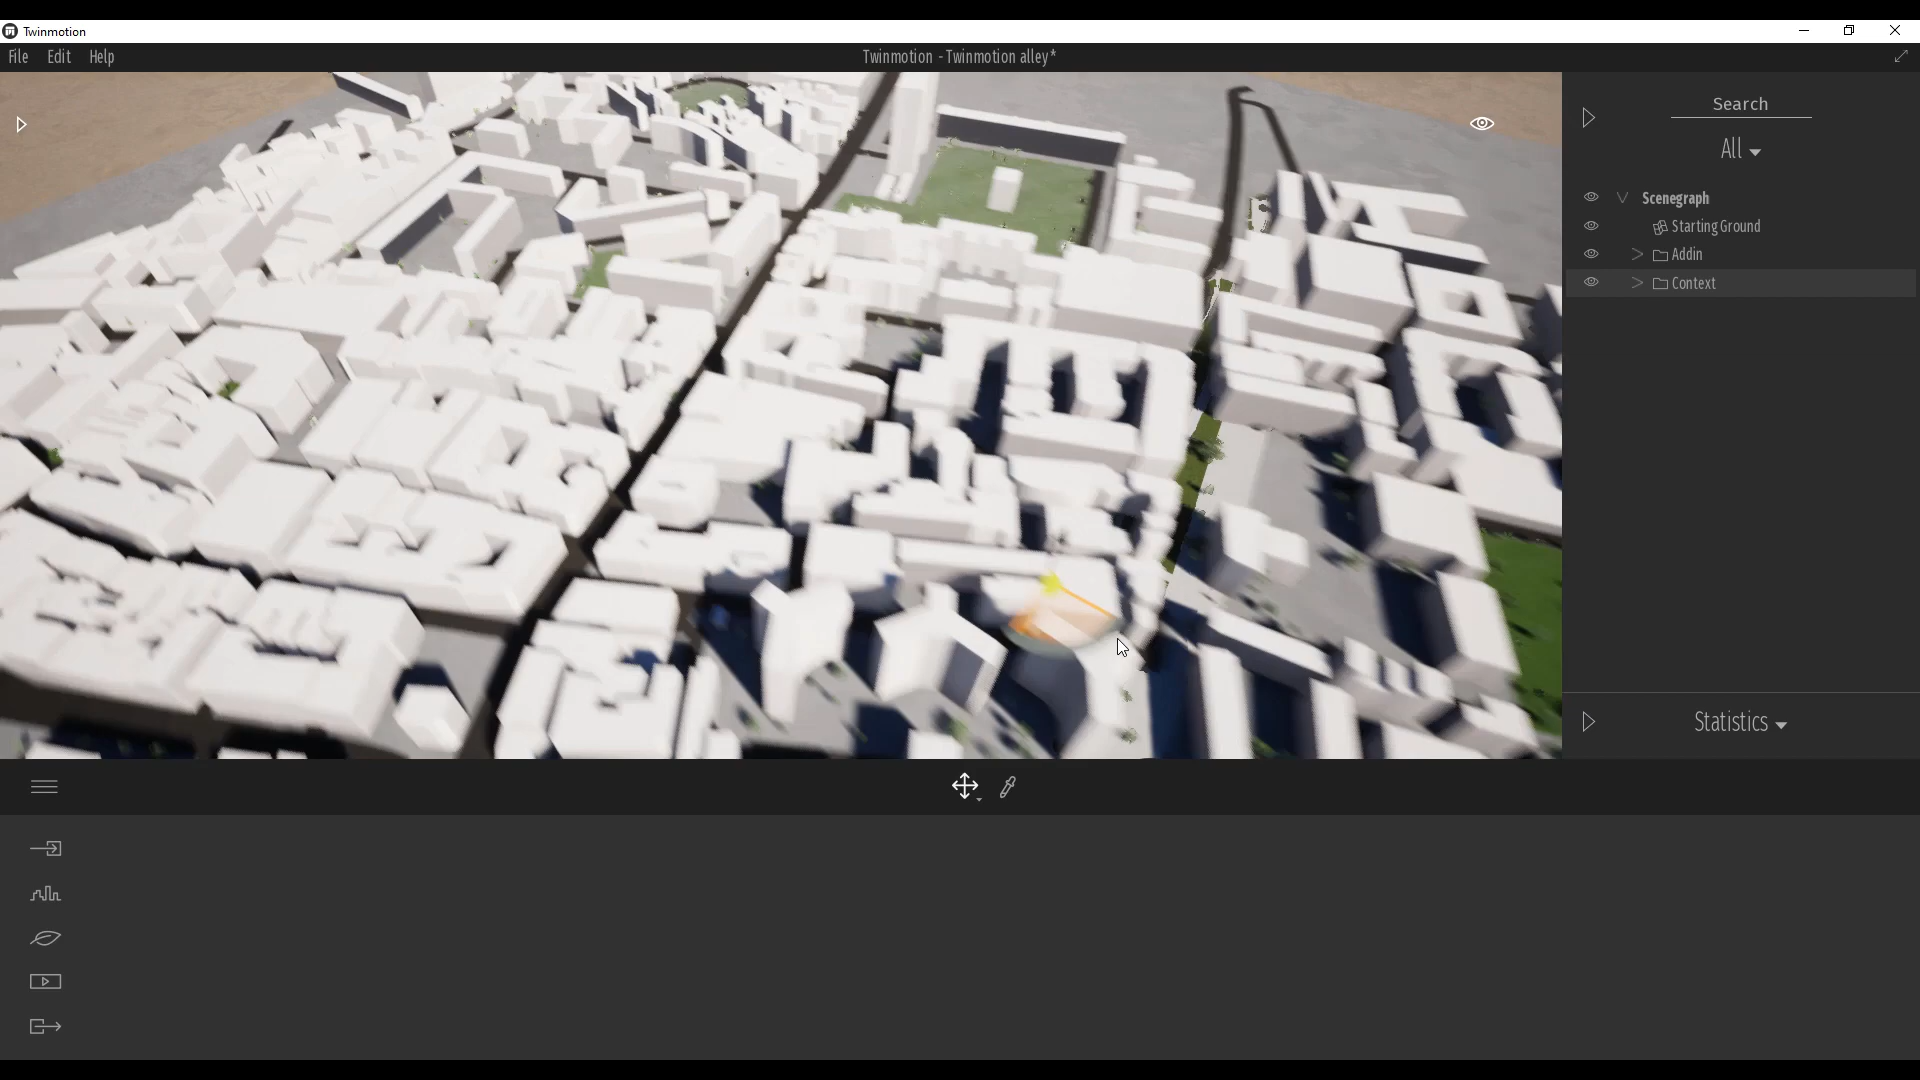 Twinmotion
File Edit Help
Twinmotion - Twinmotion alley*
Search
All
Scenegraph
Starting Ground
Addin
Context
Statistics